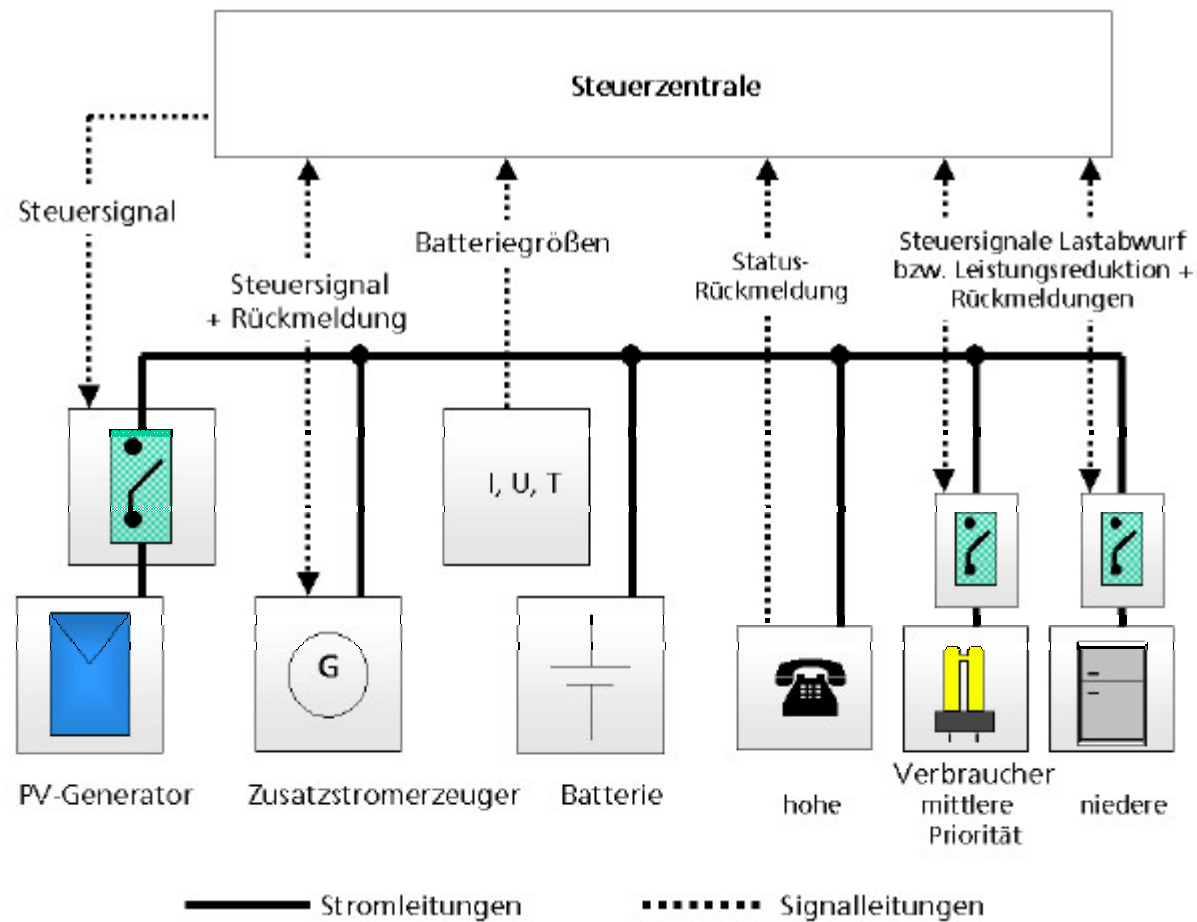 Steuerzentrale
Steuersignal
Steuersignal
+ Rückmeldung
Batteriegrößen
Status-
Rückmeldung
Steuersignale Lastabwurf
bzw. Leistungsreduktion +
Rückmeldungen
I, U, T
G
PV-Generator
Zusatzstromerzeuger
Batterie
hohe
Verbraucher
mittlere
Priorität
niedere
Stromleitungen
Signalleitungen